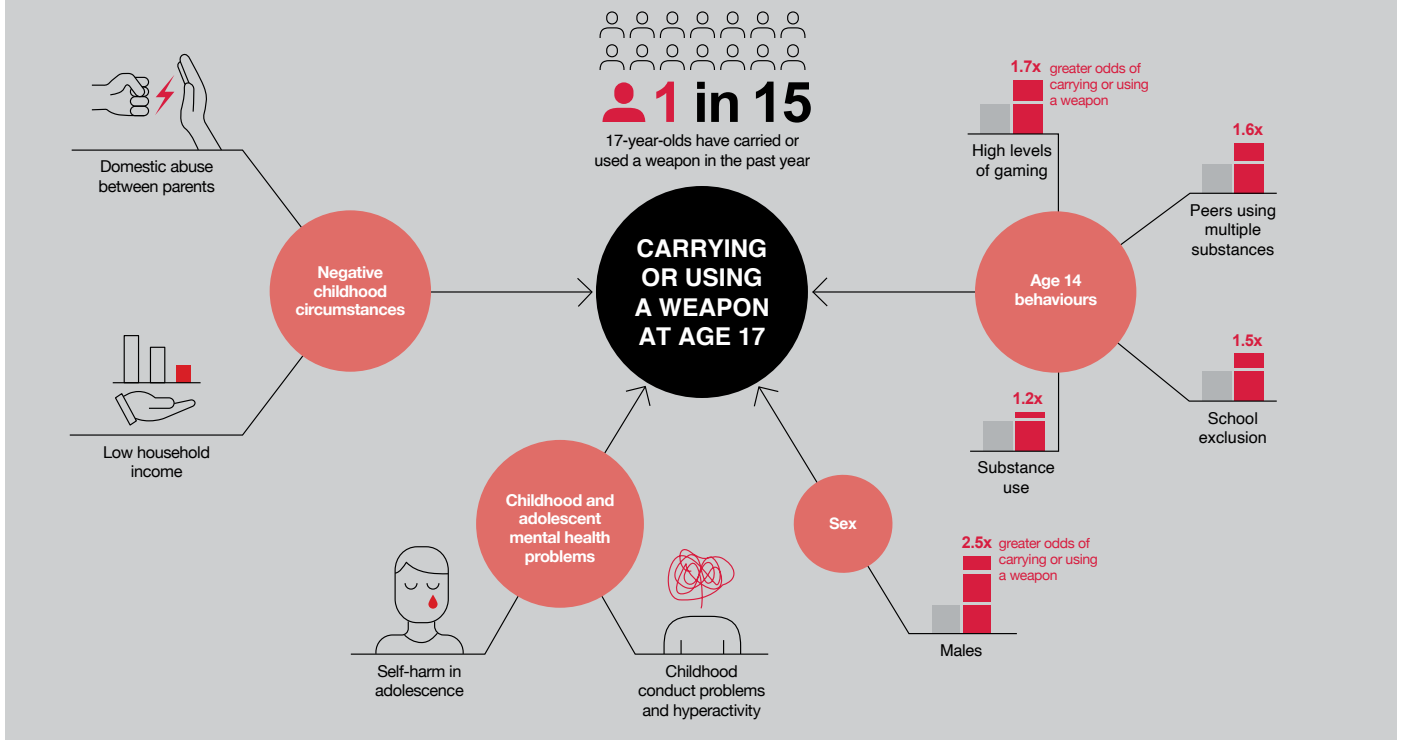 1 in 15
17-year-olds have carried or
used a weapon in the past year
CARRYING
OR USING
A WEAPON
AT AGE 17
Domestic abuse
between parents
Negative
childhood
circumstances
Low household
income
Childhood and
adolescent
mental health
problems
Self-harm in
adolescence
Childhood
conduct problems
and hyperactivity
Sex
2.5x greater odds of
carrying or using
a weapon
Males
Age 14
behaviours
1.7x greater odds of
carrying or using
a weapon
High levels
of gaming
1.6x
Peers using
multiple
substances
1.5x
School
exclusion
1.2x
Substance
use